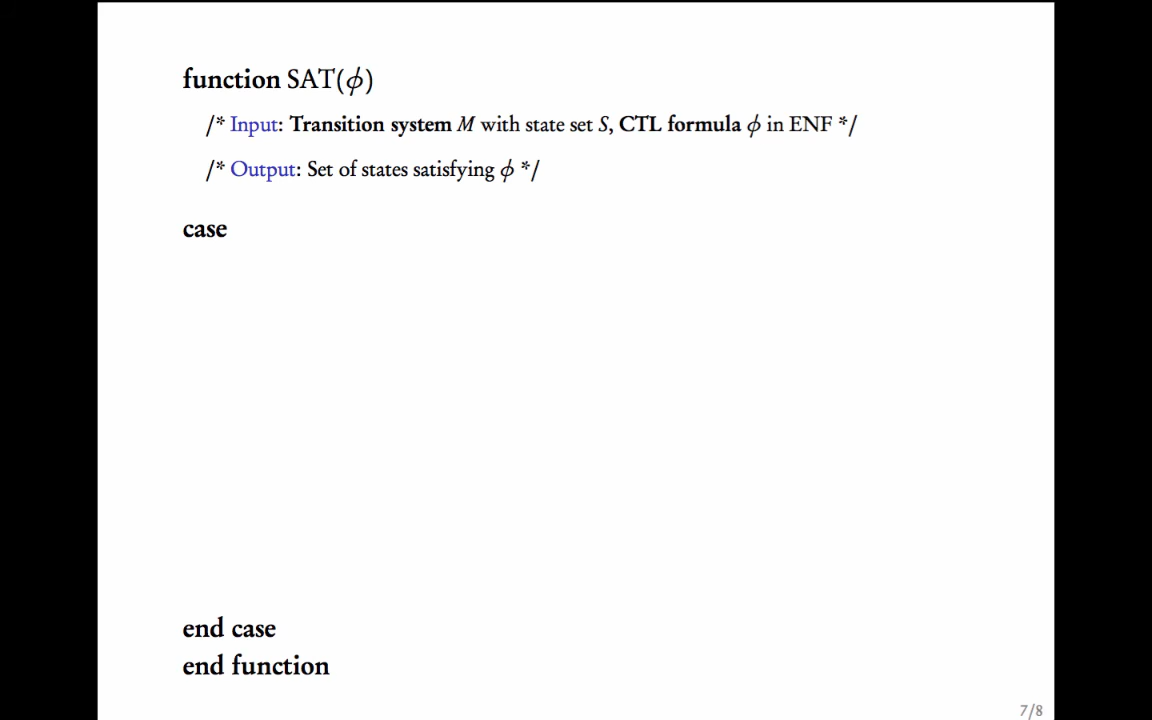 function SAT(ϕ)
/* Input: Transition system M with state set S, CTL formula ϕ in ENF */
/* Output: Set of states satisfying ϕ */
case
end case
end function
7/8